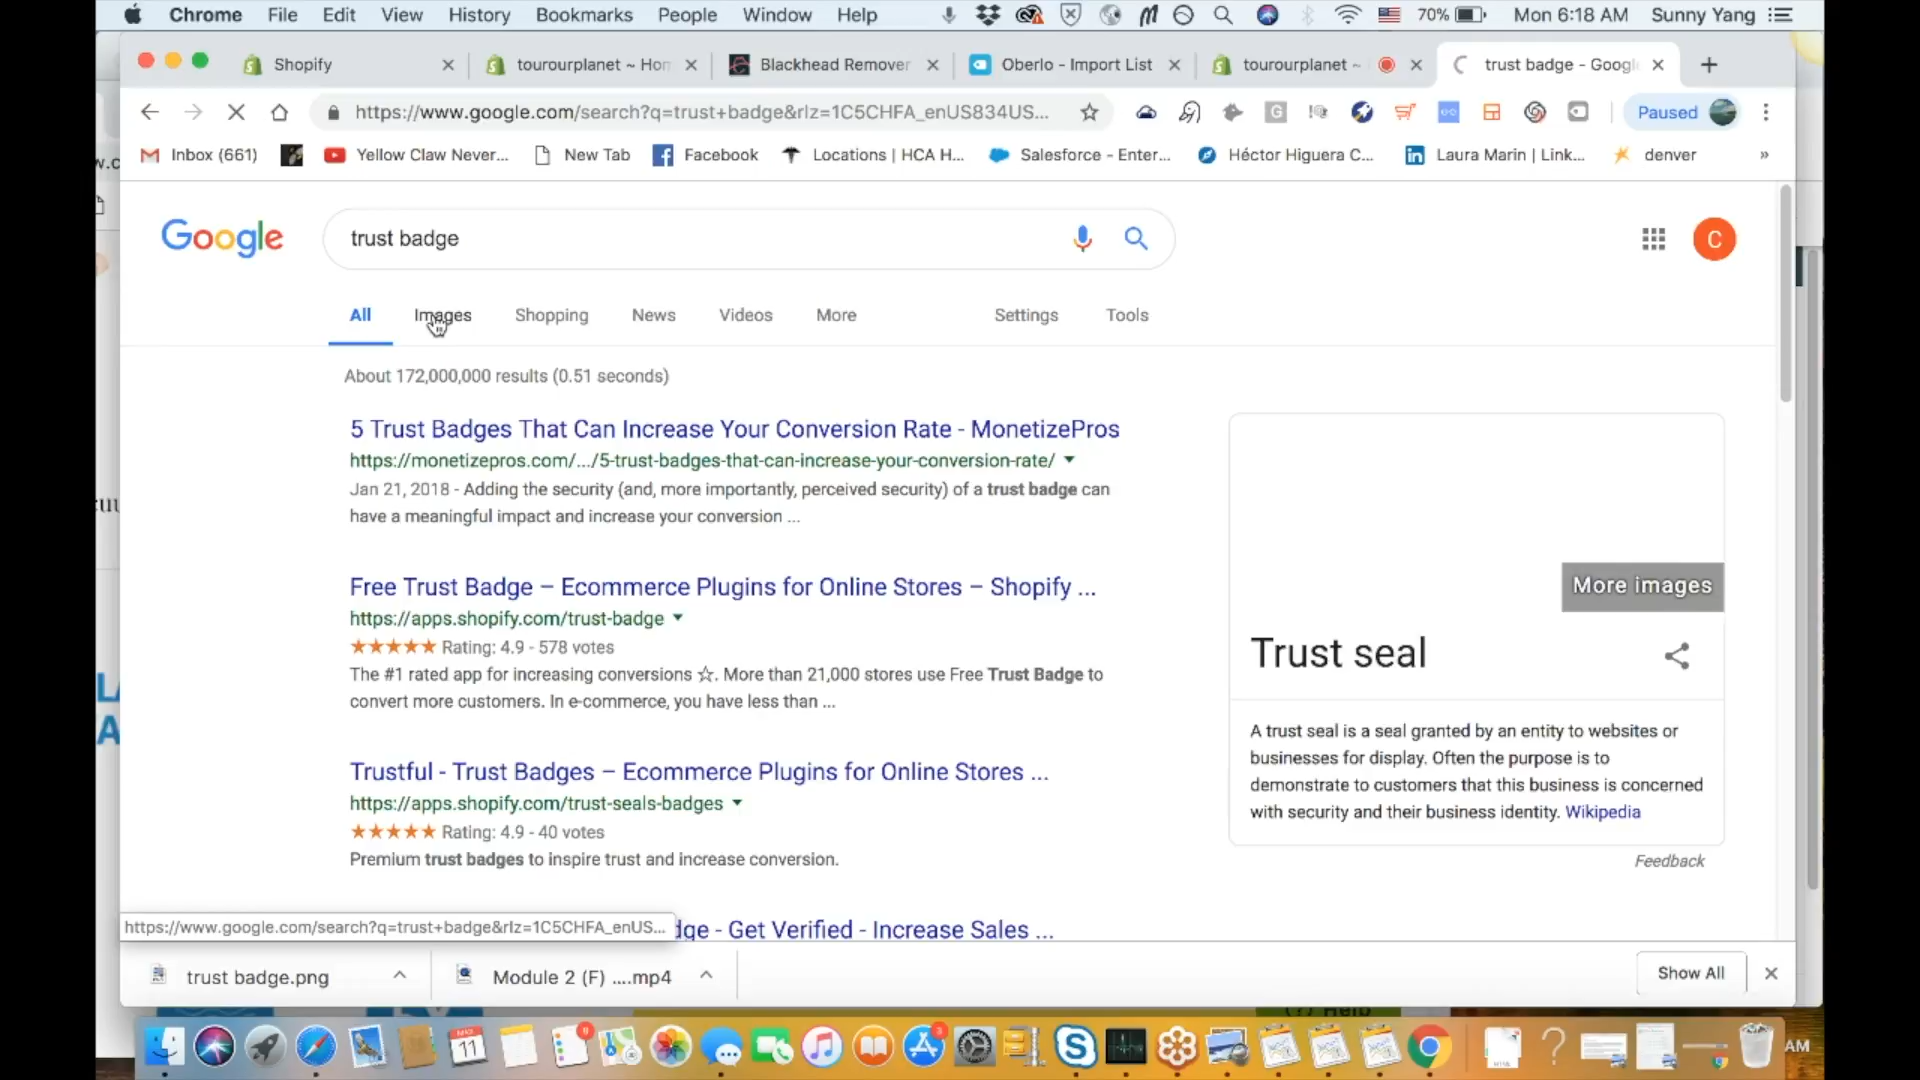 Chrome File Edit View History Bookmarks People Window Help 70% Mon 6:18 AM Sunny Yang
Shopify tourourplanet ~ Hom Blackhead Remover Oberlo - Import List tourourplanet ~ trust badge - Googl
https://www.google.com/search?q=trust+badge&rlz=1C5CHFA_enUS834US... Paused
Inbox (661) Yellow Claw Never... New Tab Facebook Locations | HCA H... Salesforce - Enter... Héctor Higuera C... Laura Marin | Link... denver »
Google trust badge C
All Images Shopping News Videos More Settings Tools
About 172,000,000 results (0.51 seconds)
5 Trust Badges That Can Increase Your Conversion Rate - MonetizePros
https://monetizepros.com/.../5-trust-badges-that-can-increase-your-conversion-rate/
Jan 21, 2018 - Adding the security (and, more importantly, perceived security) of a trust badge can
have a meaningful impact and increase your conversion ...
Free Trust Badge – Ecommerce Plugins for Online Stores – Shopify ...
https://apps.shopify.com/trust-badge
Rating: 4.9 - 578 votes
The #1 rated app for increasing conversions ☆. More than 21,000 stores use Free Trust Badge to
convert more customers. In e-commerce, you have less than ...
Trustful - Trust Badges – Ecommerce Plugins for Online Stores ...
https://apps.shopify.com/trust-seals-badges
Rating: 4.9 - 40 votes
Premium trust badges to inspire trust and increase conversion.
dge - Get Verified - Increase Sales ...
More images
Trust seal
A trust seal is a seal granted by an entity to websites or
businesses for display. Often the purpose is to
demonstrate to customers that this business is concerned
with security and their business identity. Wikipedia
Feedback
https://www.google.com/search?q=trust+badge&rlz=1C5CHFA_enUS...
trust badge.png Module 2 (F) ....mp4 Show All
Help
11 AM